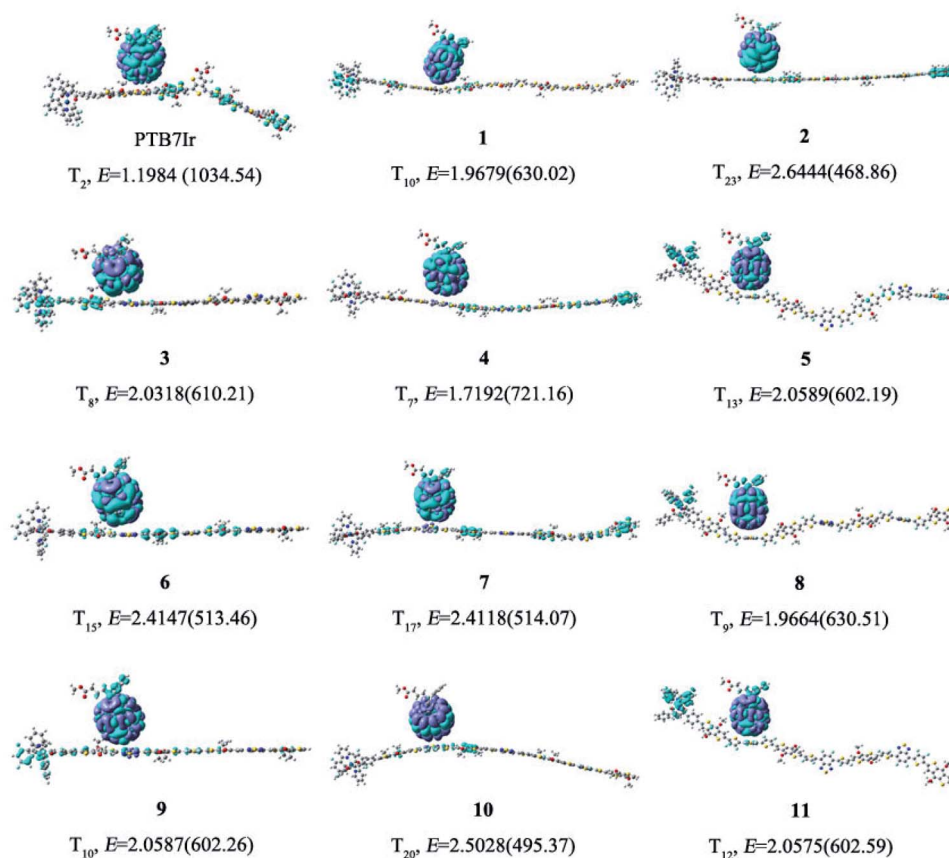 PTB7Ir
1
2
T₂, E=1.1984 (1034.54)
T₁₀, E=1.9679(630.02)
T₂₃, E=2.6444(468.86)
3
4
5
T₈, E=2.0318(610.21)
T₇, E=1.7192(721.16)
T₁₃, E=2.0589(602.19)
6
7
8
T₁₅, E=2.4147(513.46)
T₁₇, E=2.4118(514.07)
T₉, E=1.9664(630.51)
9
10
11
T₁₀, E=2.0587(602.26)
T₂₀, E=2.5028(495.37)
T₁₂, E=2.0575(602.59)